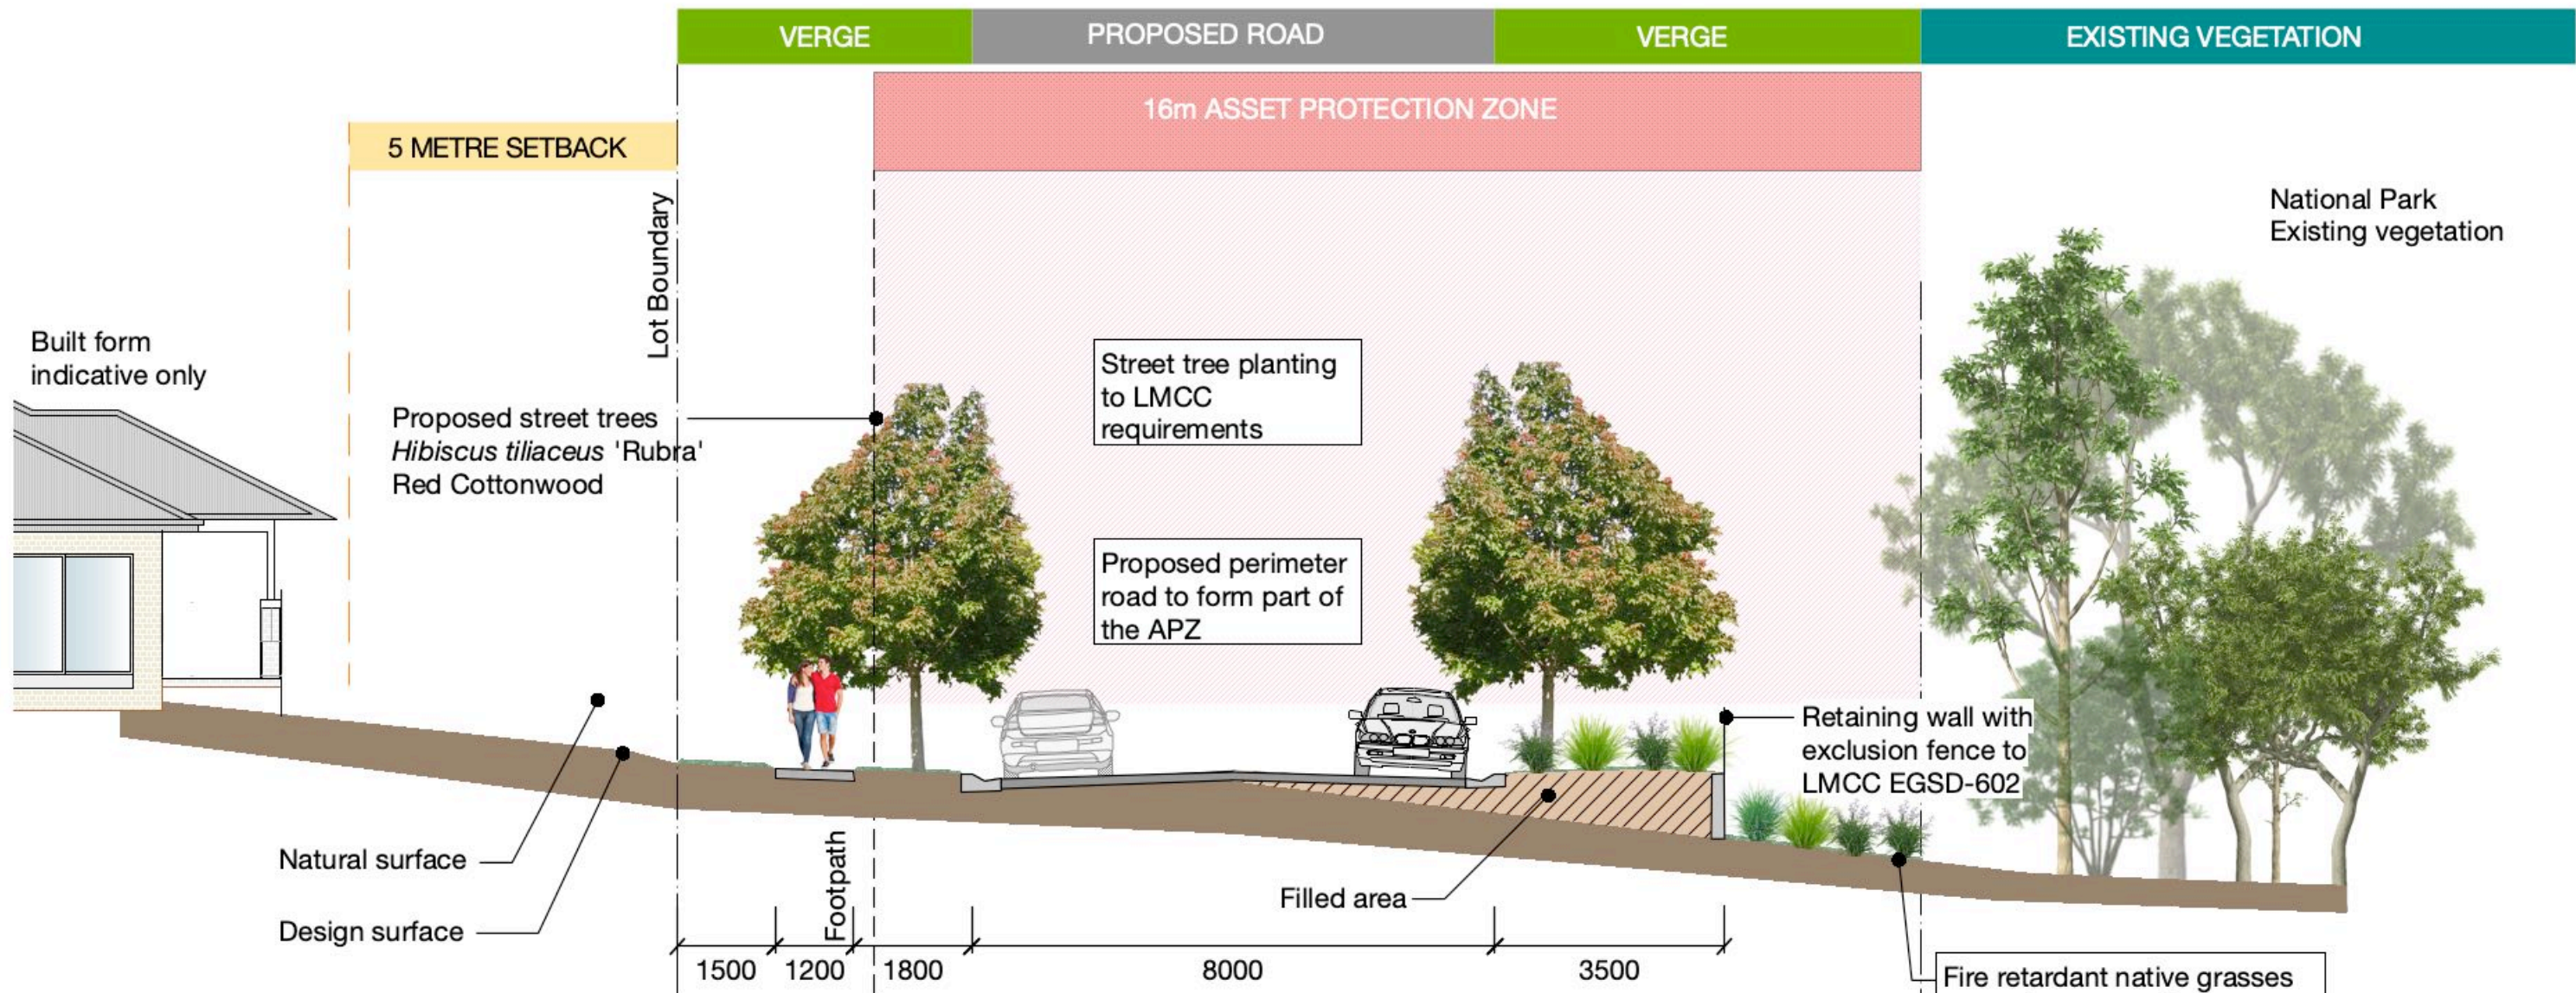 VERGE
PROPOSED ROAD
VERGE
EXISTING VEGETATION
16m ASSET PROTECTION ZONE
5 METRE SETBACK
Lot Boundary
National Park
Existing vegetation
Built form
indicative only
Proposed street trees
Hibiscus tiliaceus 'Rubra'
Red Cottonwood
Street tree planting
to LMCC
requirements
Proposed perimeter
road to form part of
the APZ
Retaining wall with
exclusion fence to
LMCC EGSD-602
Natural surface
Design surface
Footpath
Filled area
1500
1200
1800
8000
3500
Fire retardant native grasses